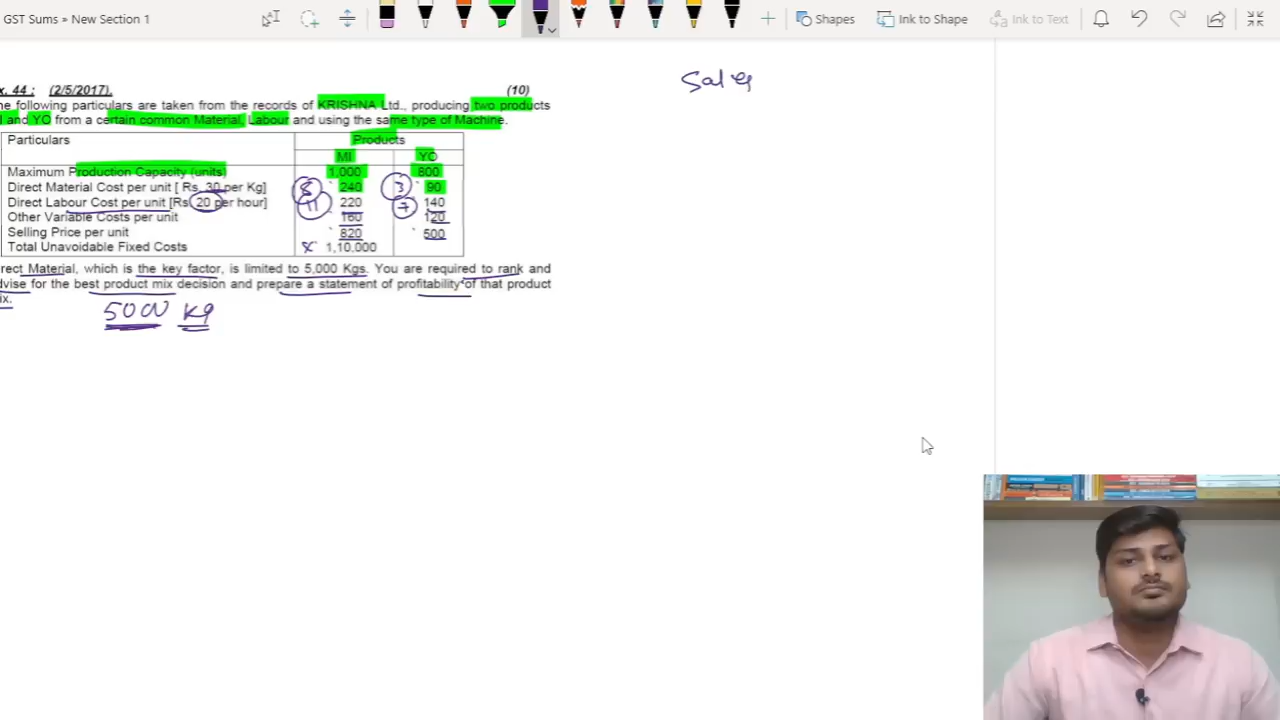 GST Sums » New Section 1
Shapes
Ink to Shape
Ink to Text
Sales
x. 44 : (2/5/2017). (10)
he following particulars are taken from the records of KRISHNA Ltd., producing two products
I and YO from a certain common Material, Labour and using the same type of Machine.
Particulars Products
MI YO
Maximum Production Capacity (units) 1,000 800
Direct Material Cost per unit [ Rs. 30 per Kg] 8 240 3 90
Direct Labour Cost per unit [Rs 20 per hour] 11 220 7 140
Other Variable Costs per unit 160 120
Selling Price per unit 820 500
Total Unavoidable Fixed Costs 1,10,000
rect Material, which is the key factor, is limited to 5,000 Kgs. You are required to rank and
dvise for the best product mix decision and prepare a statement of profitability of that product
ix.
5000 Kg